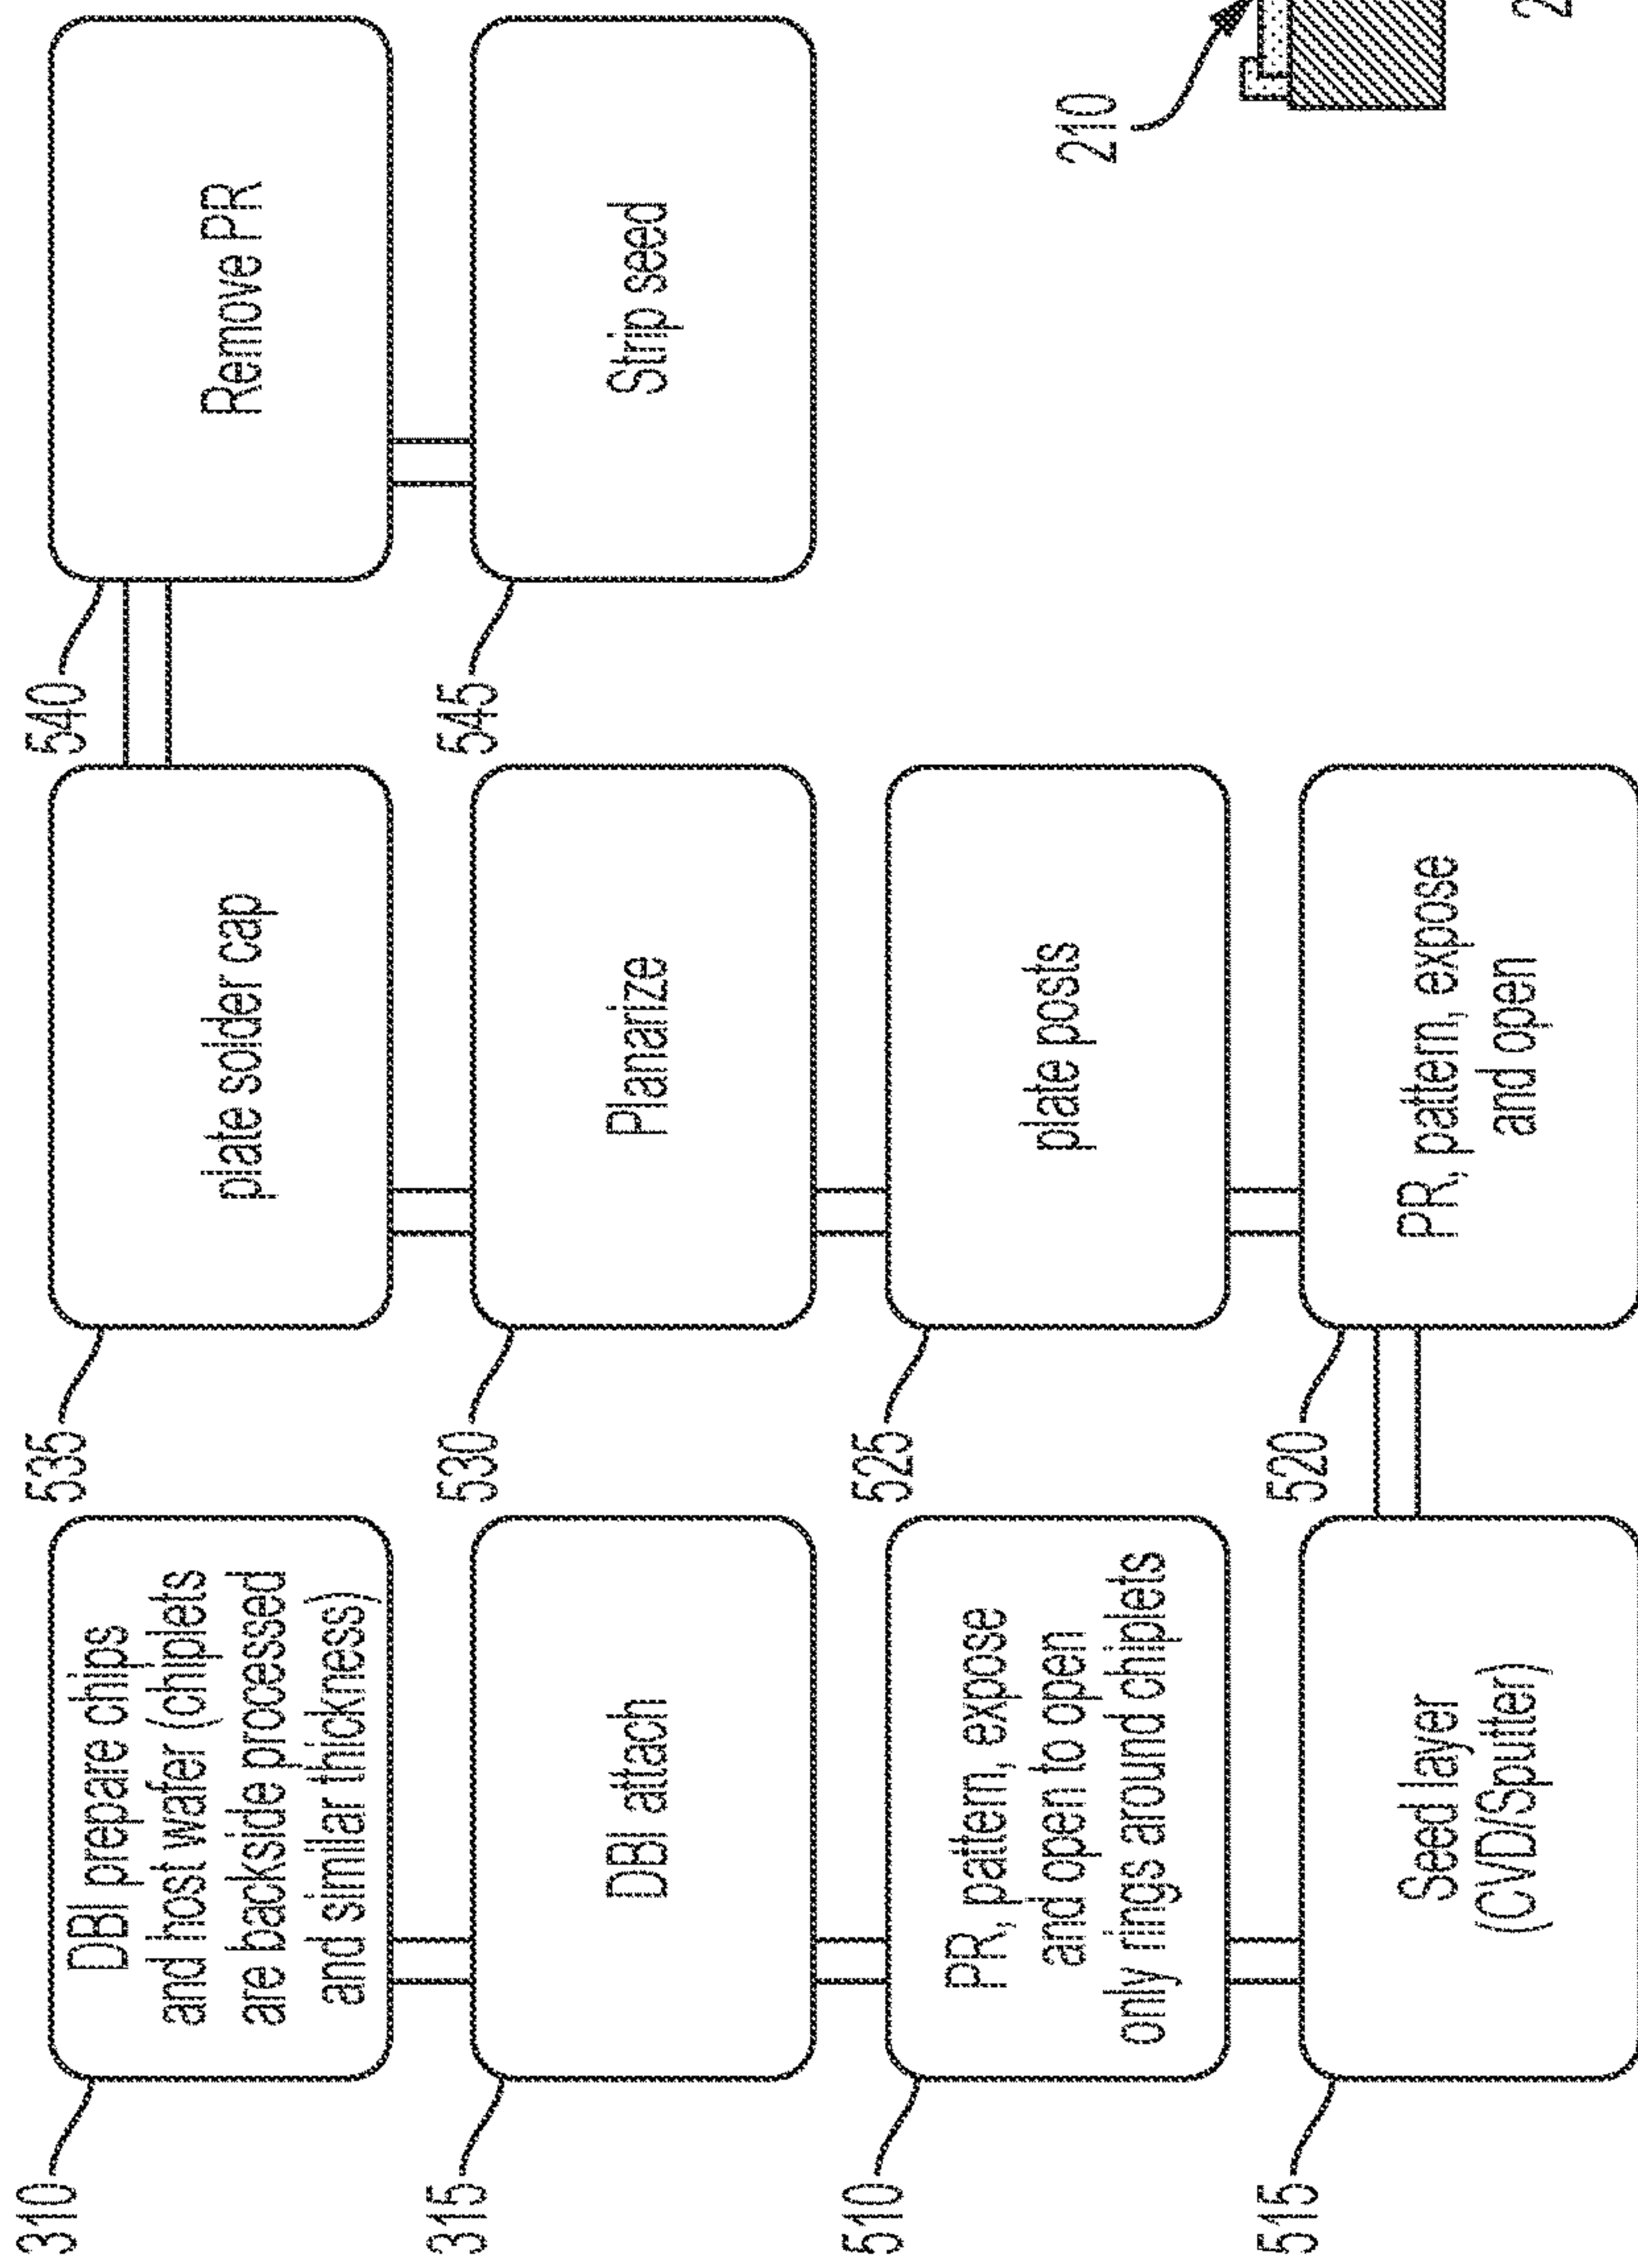 310
DBI prepare chips
and host wafer (chiplets
are backside processed
and similar thickness)
315
DBI attach
510
PR, pattern, expose
and open to open
only rings around chiplets
515
Seed layer
(CVD/Sputter)
520
PR, pattern, expose
and open
525
plate posts
530
Planarize
535
plate solder cap
540
Remove PR
545
Strip seed
210